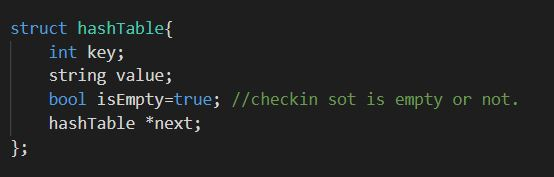 struct hashTable{
    int key;
    string value;
    bool isEmpty=true; //checkin sot is empty or not.
    hashTable *next;
};